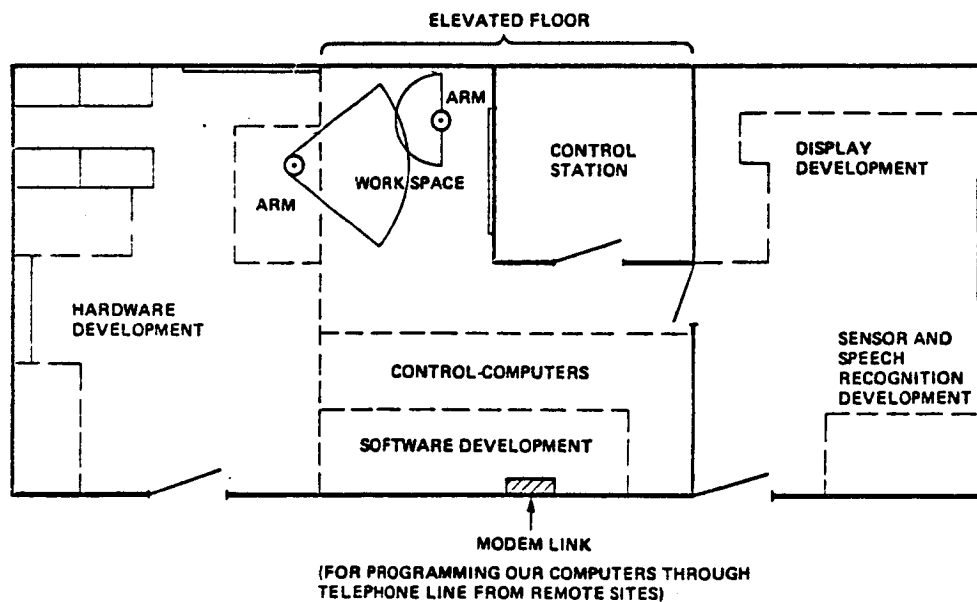 ELEVATED FLOOR
ARM
CONTROL
STATION
DISPLAY
DEVELOPMENT
WORK SPACE
ARM
HARDWARE
DEVELOPMENT
SENSOR AND
SPEECH
RECOGNITION
DEVELOPMENT
CONTROL-COMPUTERS
SOFTWARE DEVELOPMENT
MODEM LINK
(FOR PROGRAMMING OUR COMPUTERS THROUGH
TELEPHONE LINE FROM REMOTE SITES)